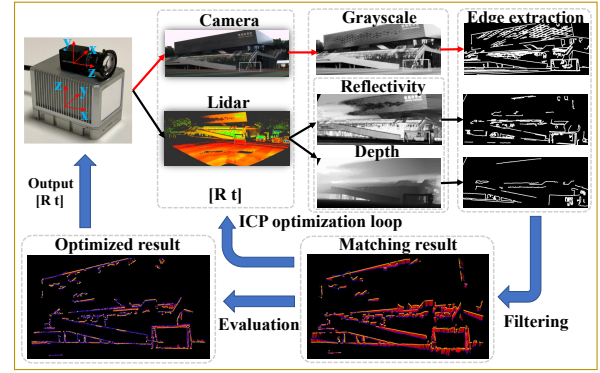 Camera
Grayscale
Edge extraction
Y
X
Z
Lidar
Reflectivity
Depth
Output
[R t]
[R t]
ICP optimization loop
Optimized result
Matching result
Evaluation
Filtering